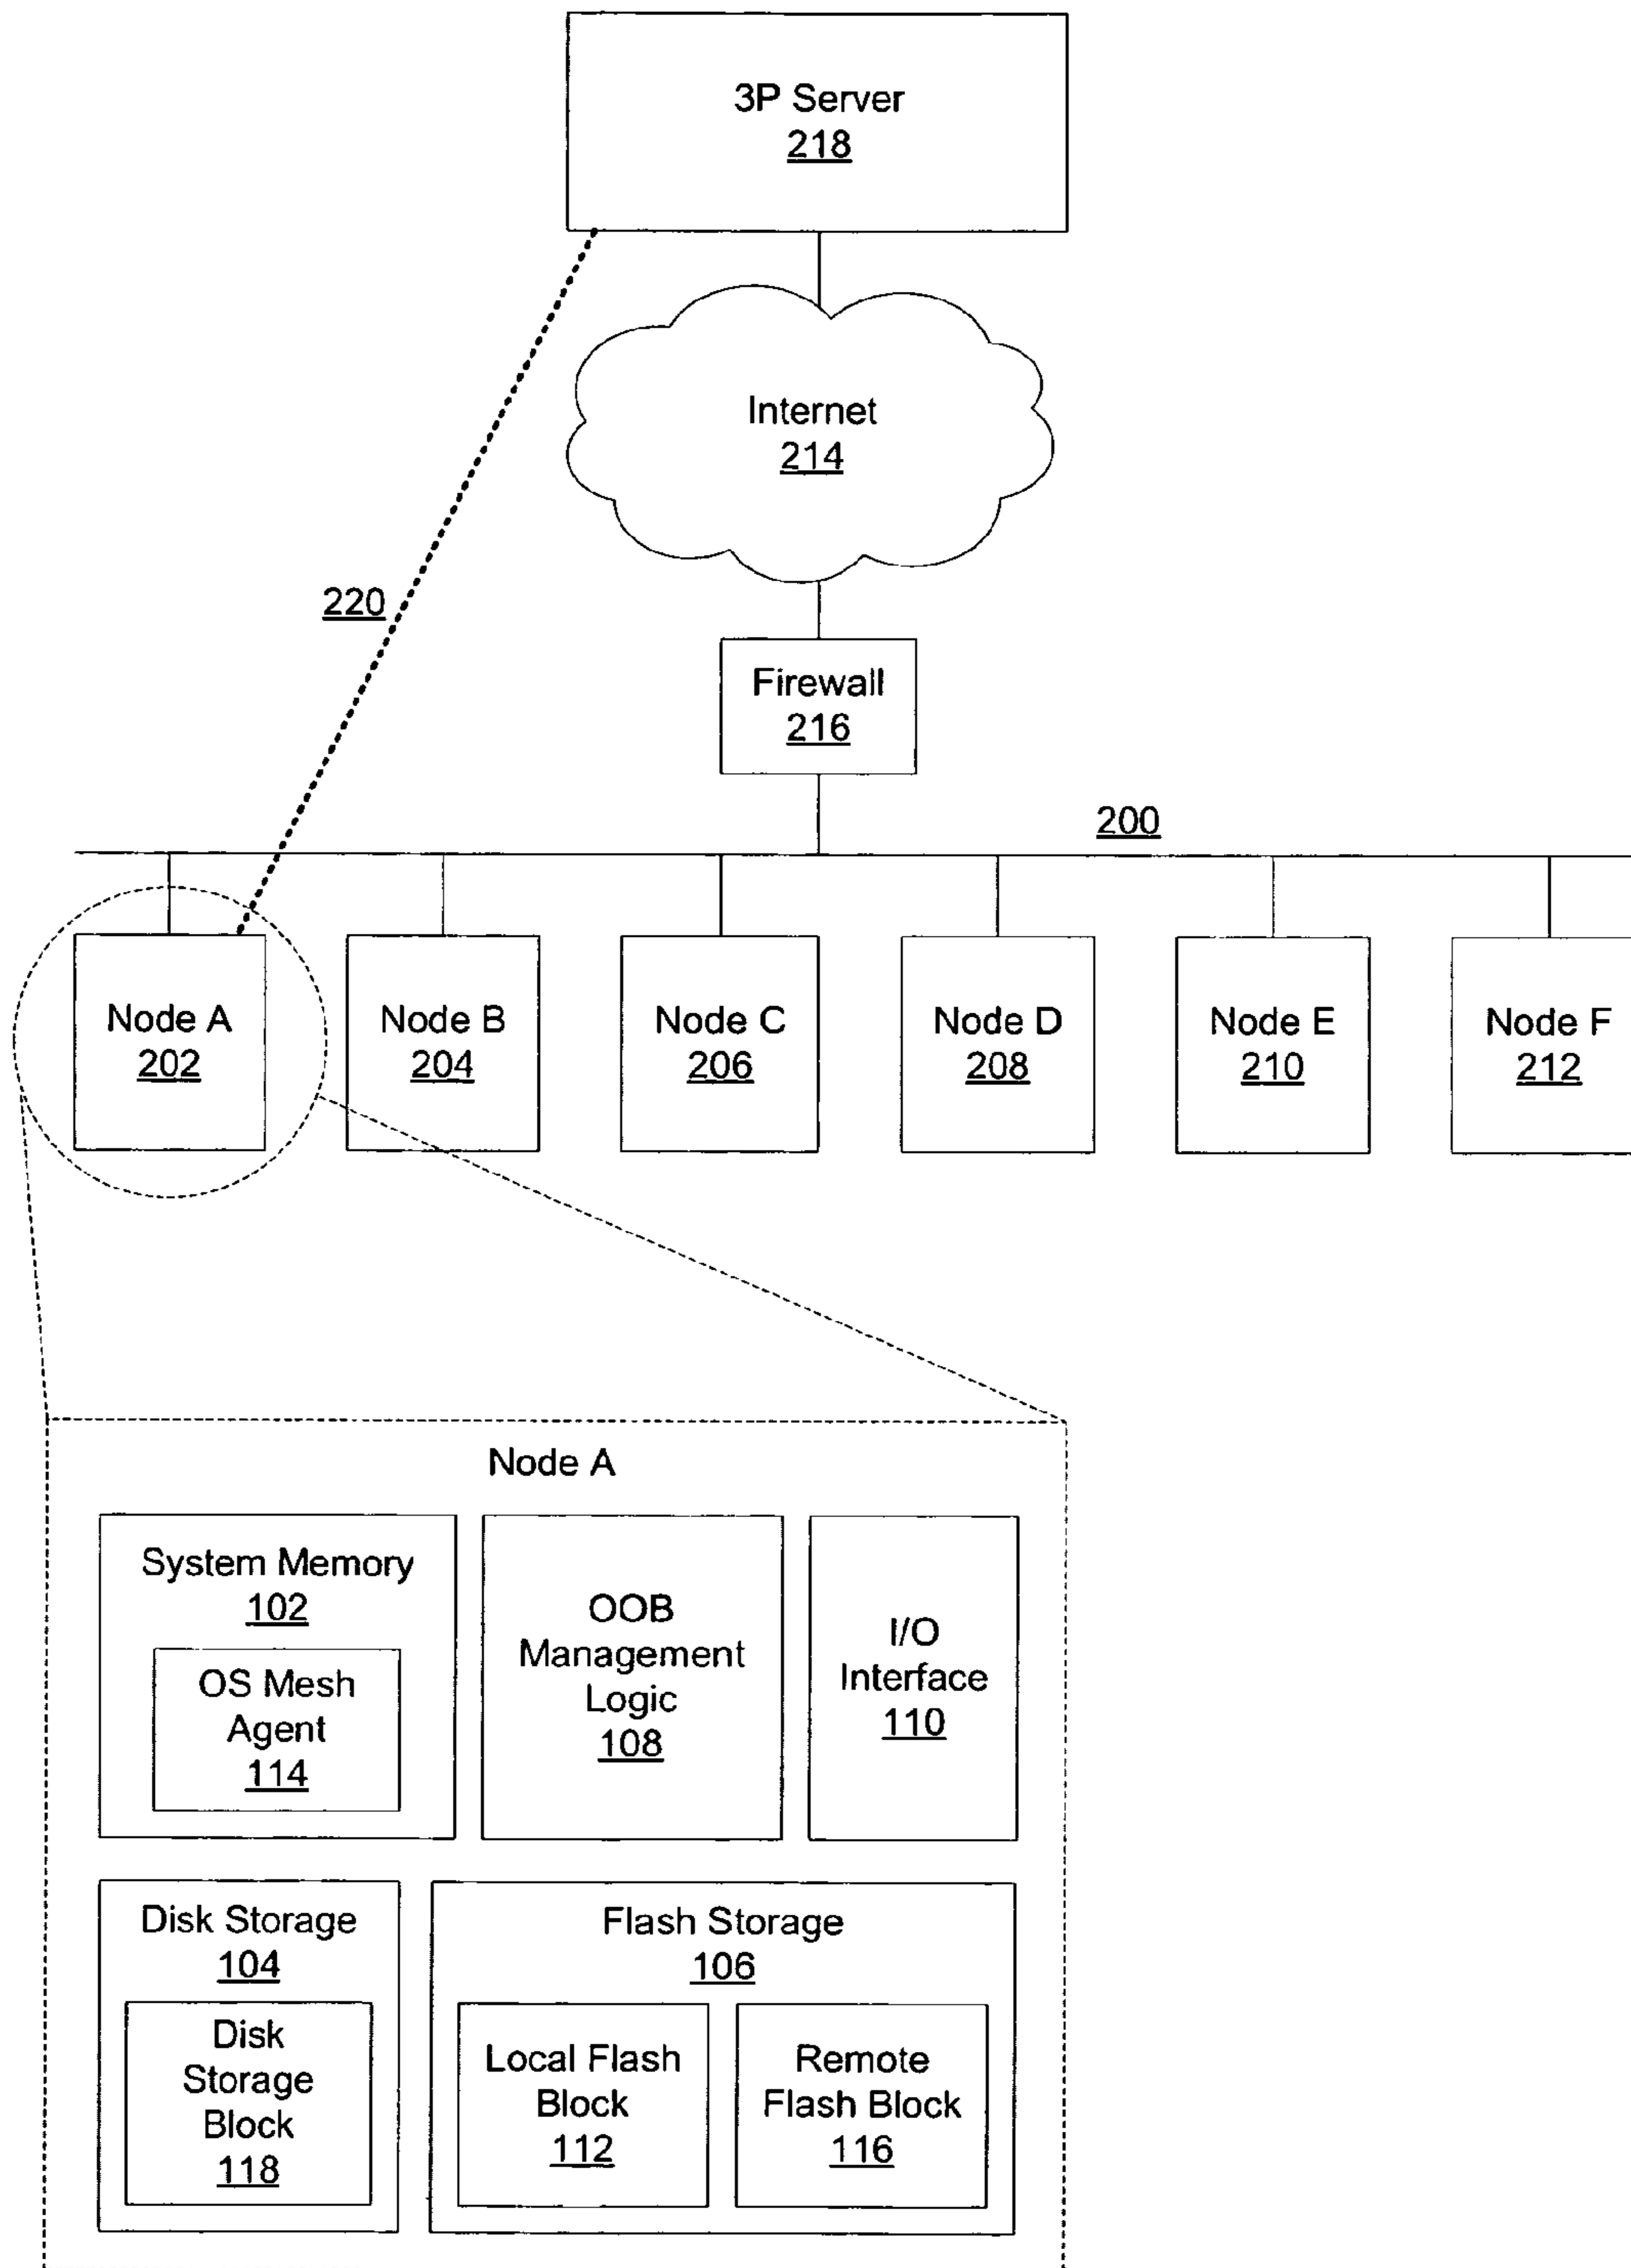 3P Server
218
Internet
214
220
Firewall
216
200
Node A
202
Node B
204
Node C
206
Node D
208
Node E
210
Node F
212
Node A
System Memory
102
OS Mesh
Agent
114
OOB
Management
Logic
108
I/O
Interface
110
Disk Storage
104
Disk
Storage
Block
118
Flash Storage
106
Local Flash
Block
112
Remote
Flash Block
116